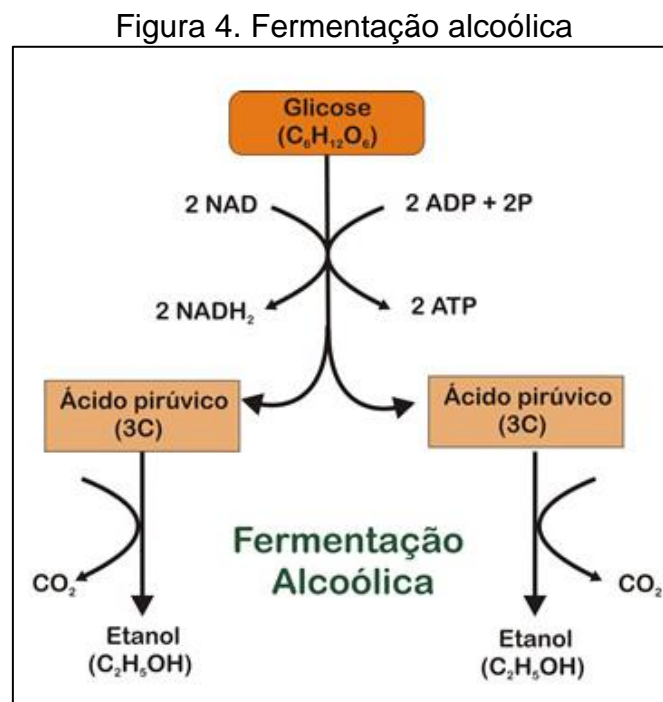 Figura 4. Fermentação alcoólica
Glicose
(C₆H₁₂O₆)
2 NAD
2 ADP + 2P
2 NADH₂
2 ATP
Ácido pirúvico
(3C)
Ácido pirúvico
(3C)
Fermentação
Alcoólica
CO₂
CO₂
Etanol
(C₂H₅OH)
Etanol
(C₂H₅OH)